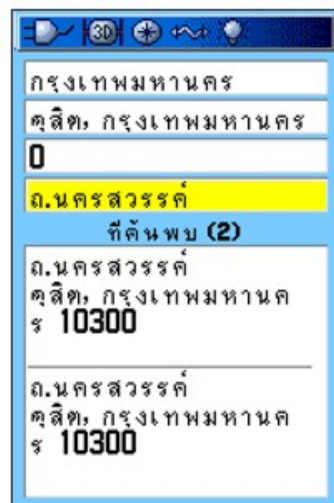 3D
กรุงเทพมหานคร
ดุสิต, กรุงเทพมหานคร
0
ถ.นครสวรรค์
ที่ค้นพบ (2)
ถ.นครสวรรค์
ดุสิต, กรุงเทพมหานค
ร 10300
ถ.นครสวรรค์
ดุสิต, กรุงเทพมหานค
ร 10300